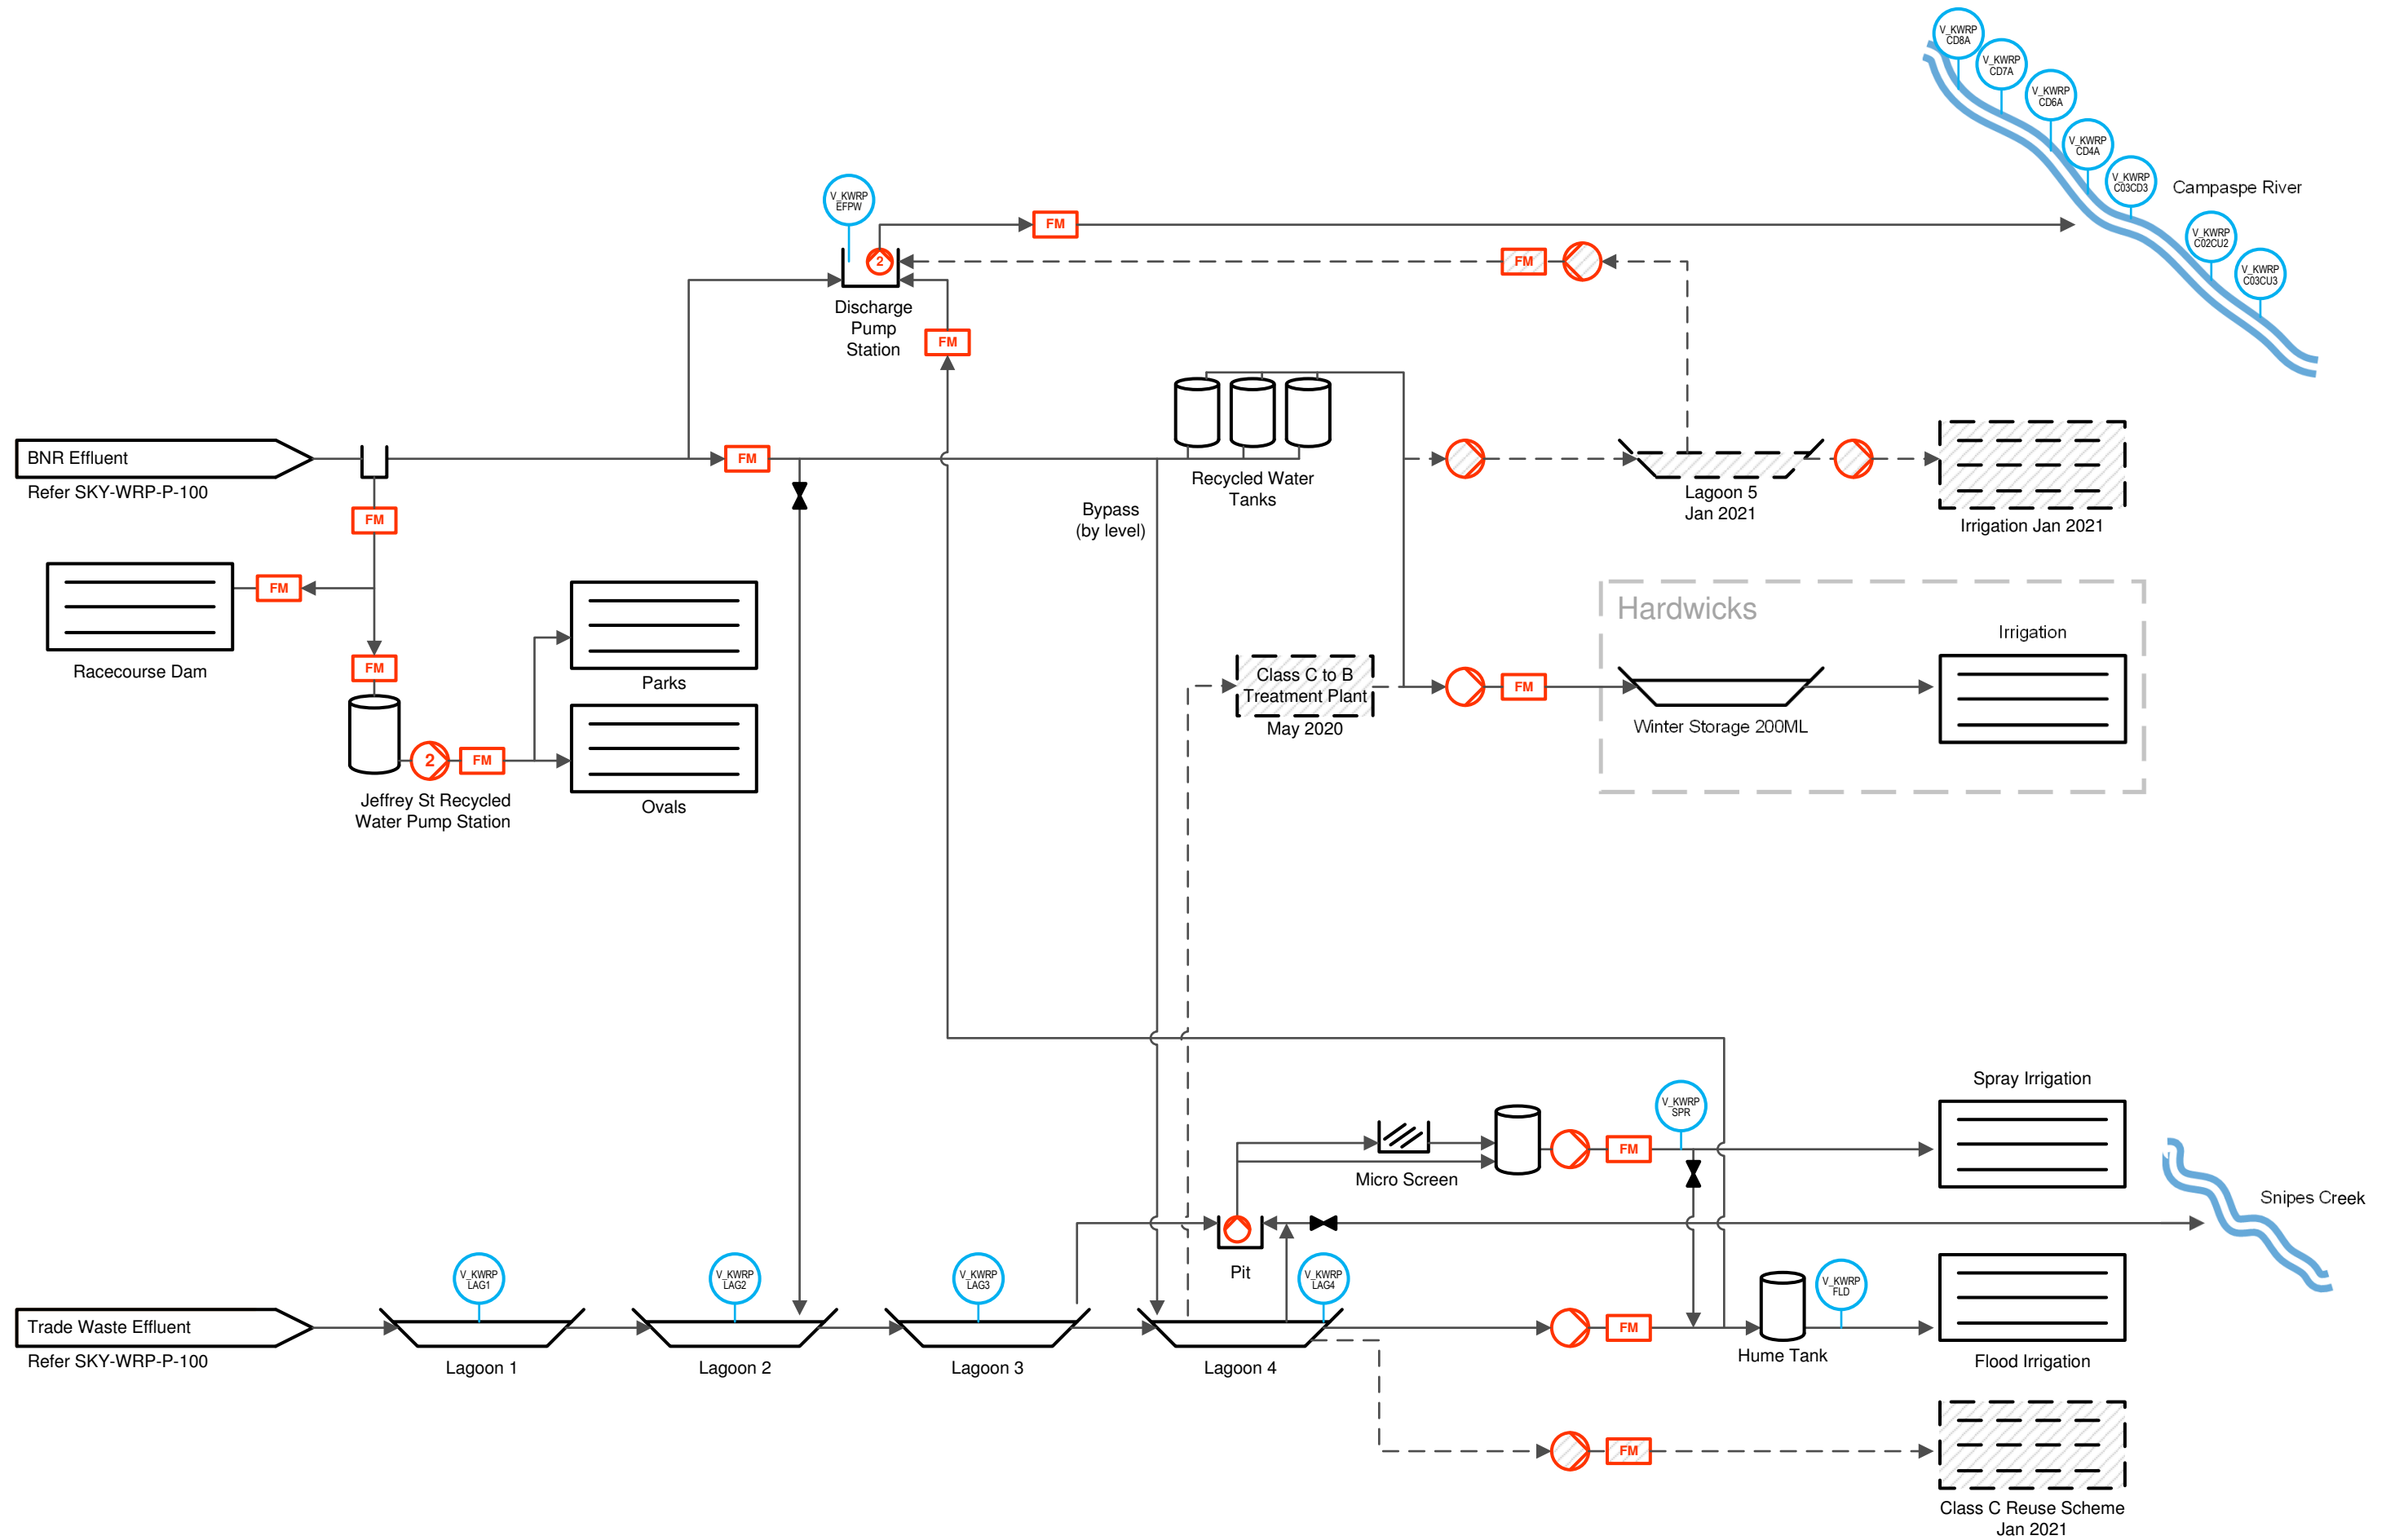 V_KWRP
CD8A
V_KWRP
CD7A
V_KWRP
CD6A
V_KWRP
CD4A
V_KWRP
C03CD3
Campaspe River
V_KWRP
C02CU2
V_KWRP
C03CU3
V_KWRP
EFPW
FM
2
FM
Discharge
Pump
Station
FM
BNR Effluent
Refer SKY-WRP-P-100
FM
Recycled Water
Tanks
Bypass
(by level)
Lagoon 5
Jan 2021
Irrigation Jan 2021
FM
FM
Racecourse Dam
FM
Parks
Ovals
2
FM
Jeffrey St Recycled
Water Pump Station
Class C to B
Treatment Plant
May 2020
FM
Hardwicks
Irrigation
Winter Storage 200ML
Spray Irrigation
V_KWRP
SPR
FM
Micro Screen
Snipes Creek
Pit
V_KWRP
LAG1
V_KWRP
LAG2
V_KWRP
LAG3
V_KWRP
LAG4
V_KWRP
FLD
Trade Waste Effluent
Refer SKY-WRP-P-100
Lagoon 1
Lagoon 2
Lagoon 3
Lagoon 4
FM
Hume Tank
Flood Irrigation
FM
Class C Reuse Scheme
Jan 2021